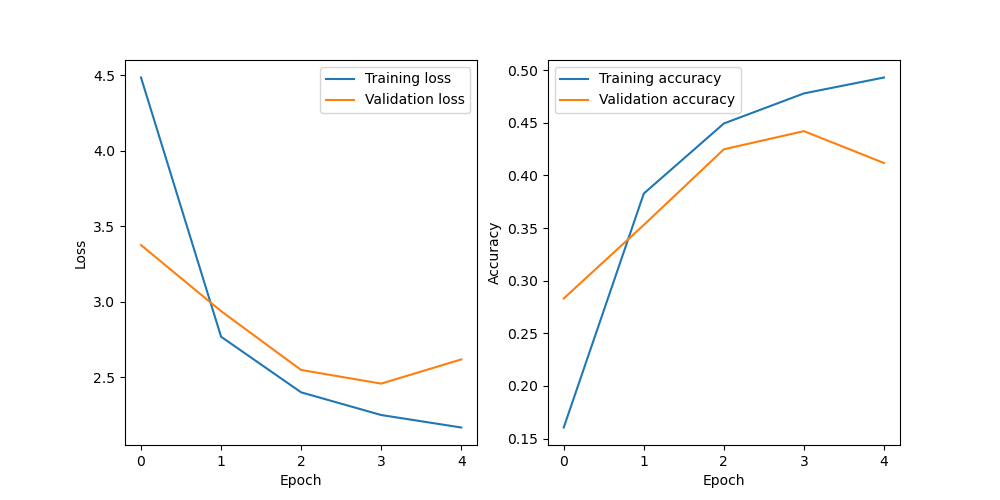 Training loss
Validation loss
4.5
4.0
3.5
3.0
2.5
Loss
0 1 2 3 4
Epoch
Training accuracy
Validation accuracy
0.50
0.45
0.40
0.35
0.30
0.25
0.20
0.15
Accuracy
0 1 2 3 4
Epoch